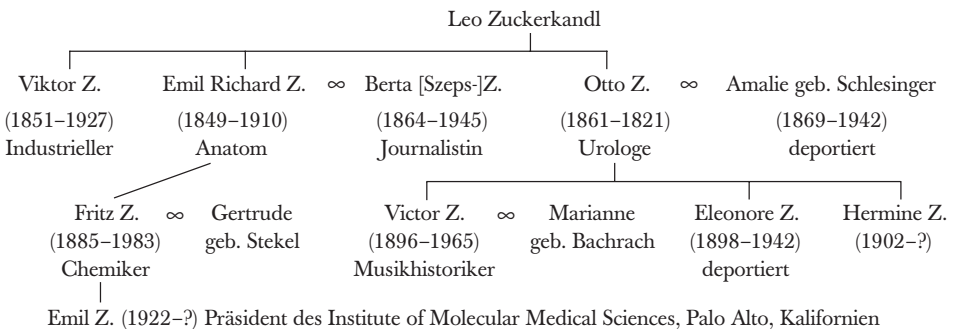 Leo Zuckerkandl
Viktor Z. Emil Richard Z. ∞ Berta [Szeps-]Z. Otto Z. ∞ Amalie geb. Schlesinger
(1851–1927) (1849–1910) (1864–1945) (1861–1821) (1869–1942)
Industrieller Anatom Journalistin Urologe deportiert
Fritz Z. ∞ Gertrude Victor Z. ∞ Marianne Eleonore Z. Hermine Z.
(1885–1983) geb. Stekel (1896–1965) geb. Bachrach (1898–1942) (1902–?)
Chemiker Musikhistoriker deportiert
Emil Z. (1922–?) Präsident des Institute of Molecular Medical Sciences, Palo Alto, Kalifornien